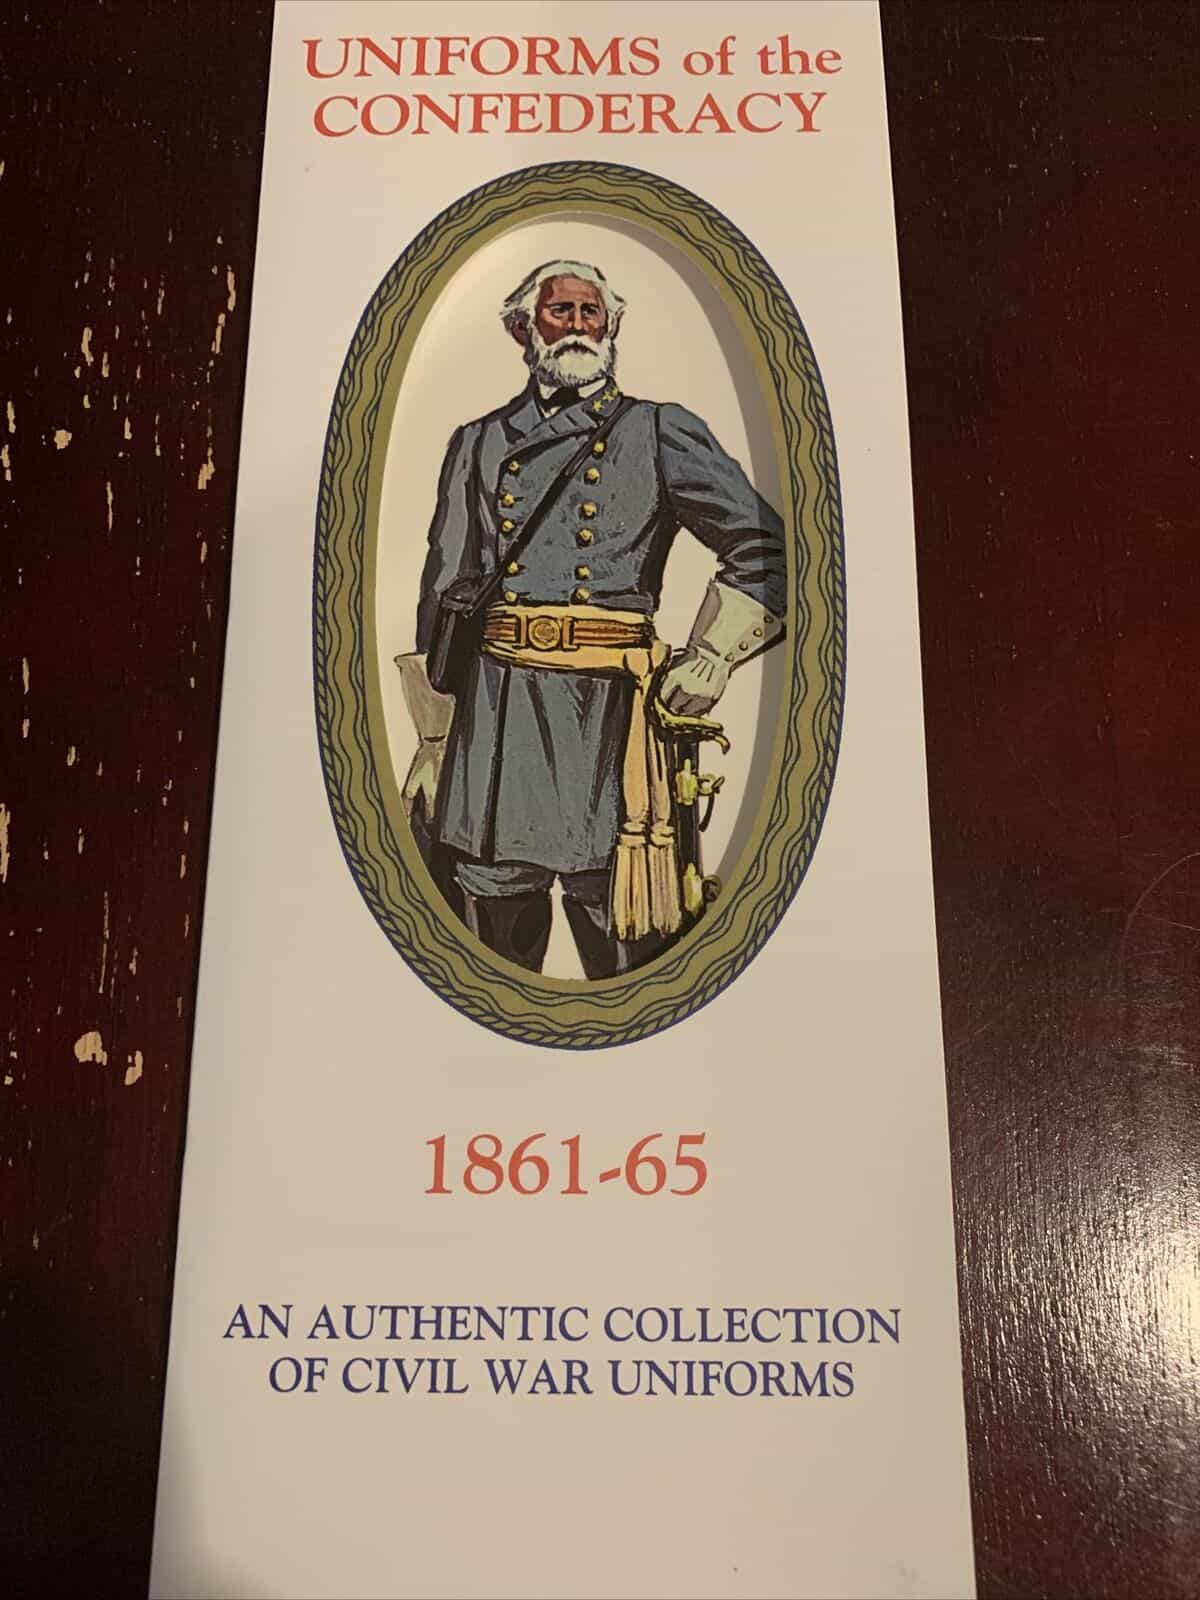 UNIFORMS of the
CONFEDERACY
1861-65
AN AUTHENTIC COLLECTION
OF CIVIL WAR UNIFORMS